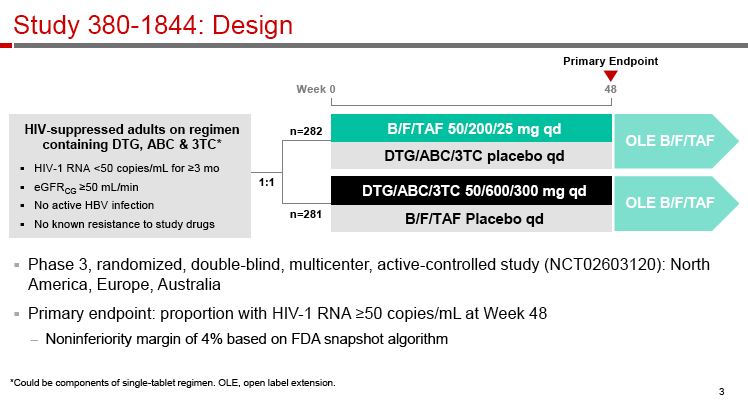 Study 380-1844: Design
Primary Endpoint
Week 0
48
HIV-suppressed adults on regimen
containing DTG, ABC & 3TC*
▪ HIV-1 RNA <50 copies/mL for ≥3 mo
▪ eGFRCG ≥50 mL/min
▪ No active HBV infection
▪ No known resistance to study drugs
1:1
n=282
n=281
B/F/TAF 50/200/25 mg qd
DTG/ABC/3TC placebo qd
OLE B/F/TAF
DTG/ABC/3TC 50/600/300 mg qd
B/F/TAF Placebo qd
OLE B/F/TAF
▪ Phase 3, randomized, double-blind, multicenter, active-controlled study (NCT02603120): North
America, Europe, Australia
▪ Primary endpoint: proportion with HIV-1 RNA ≥50 copies/mL at Week 48
– Noninferiority margin of 4% based on FDA snapshot algorithm
*Could be components of single-tablet regimen. OLE, open label extension.
3